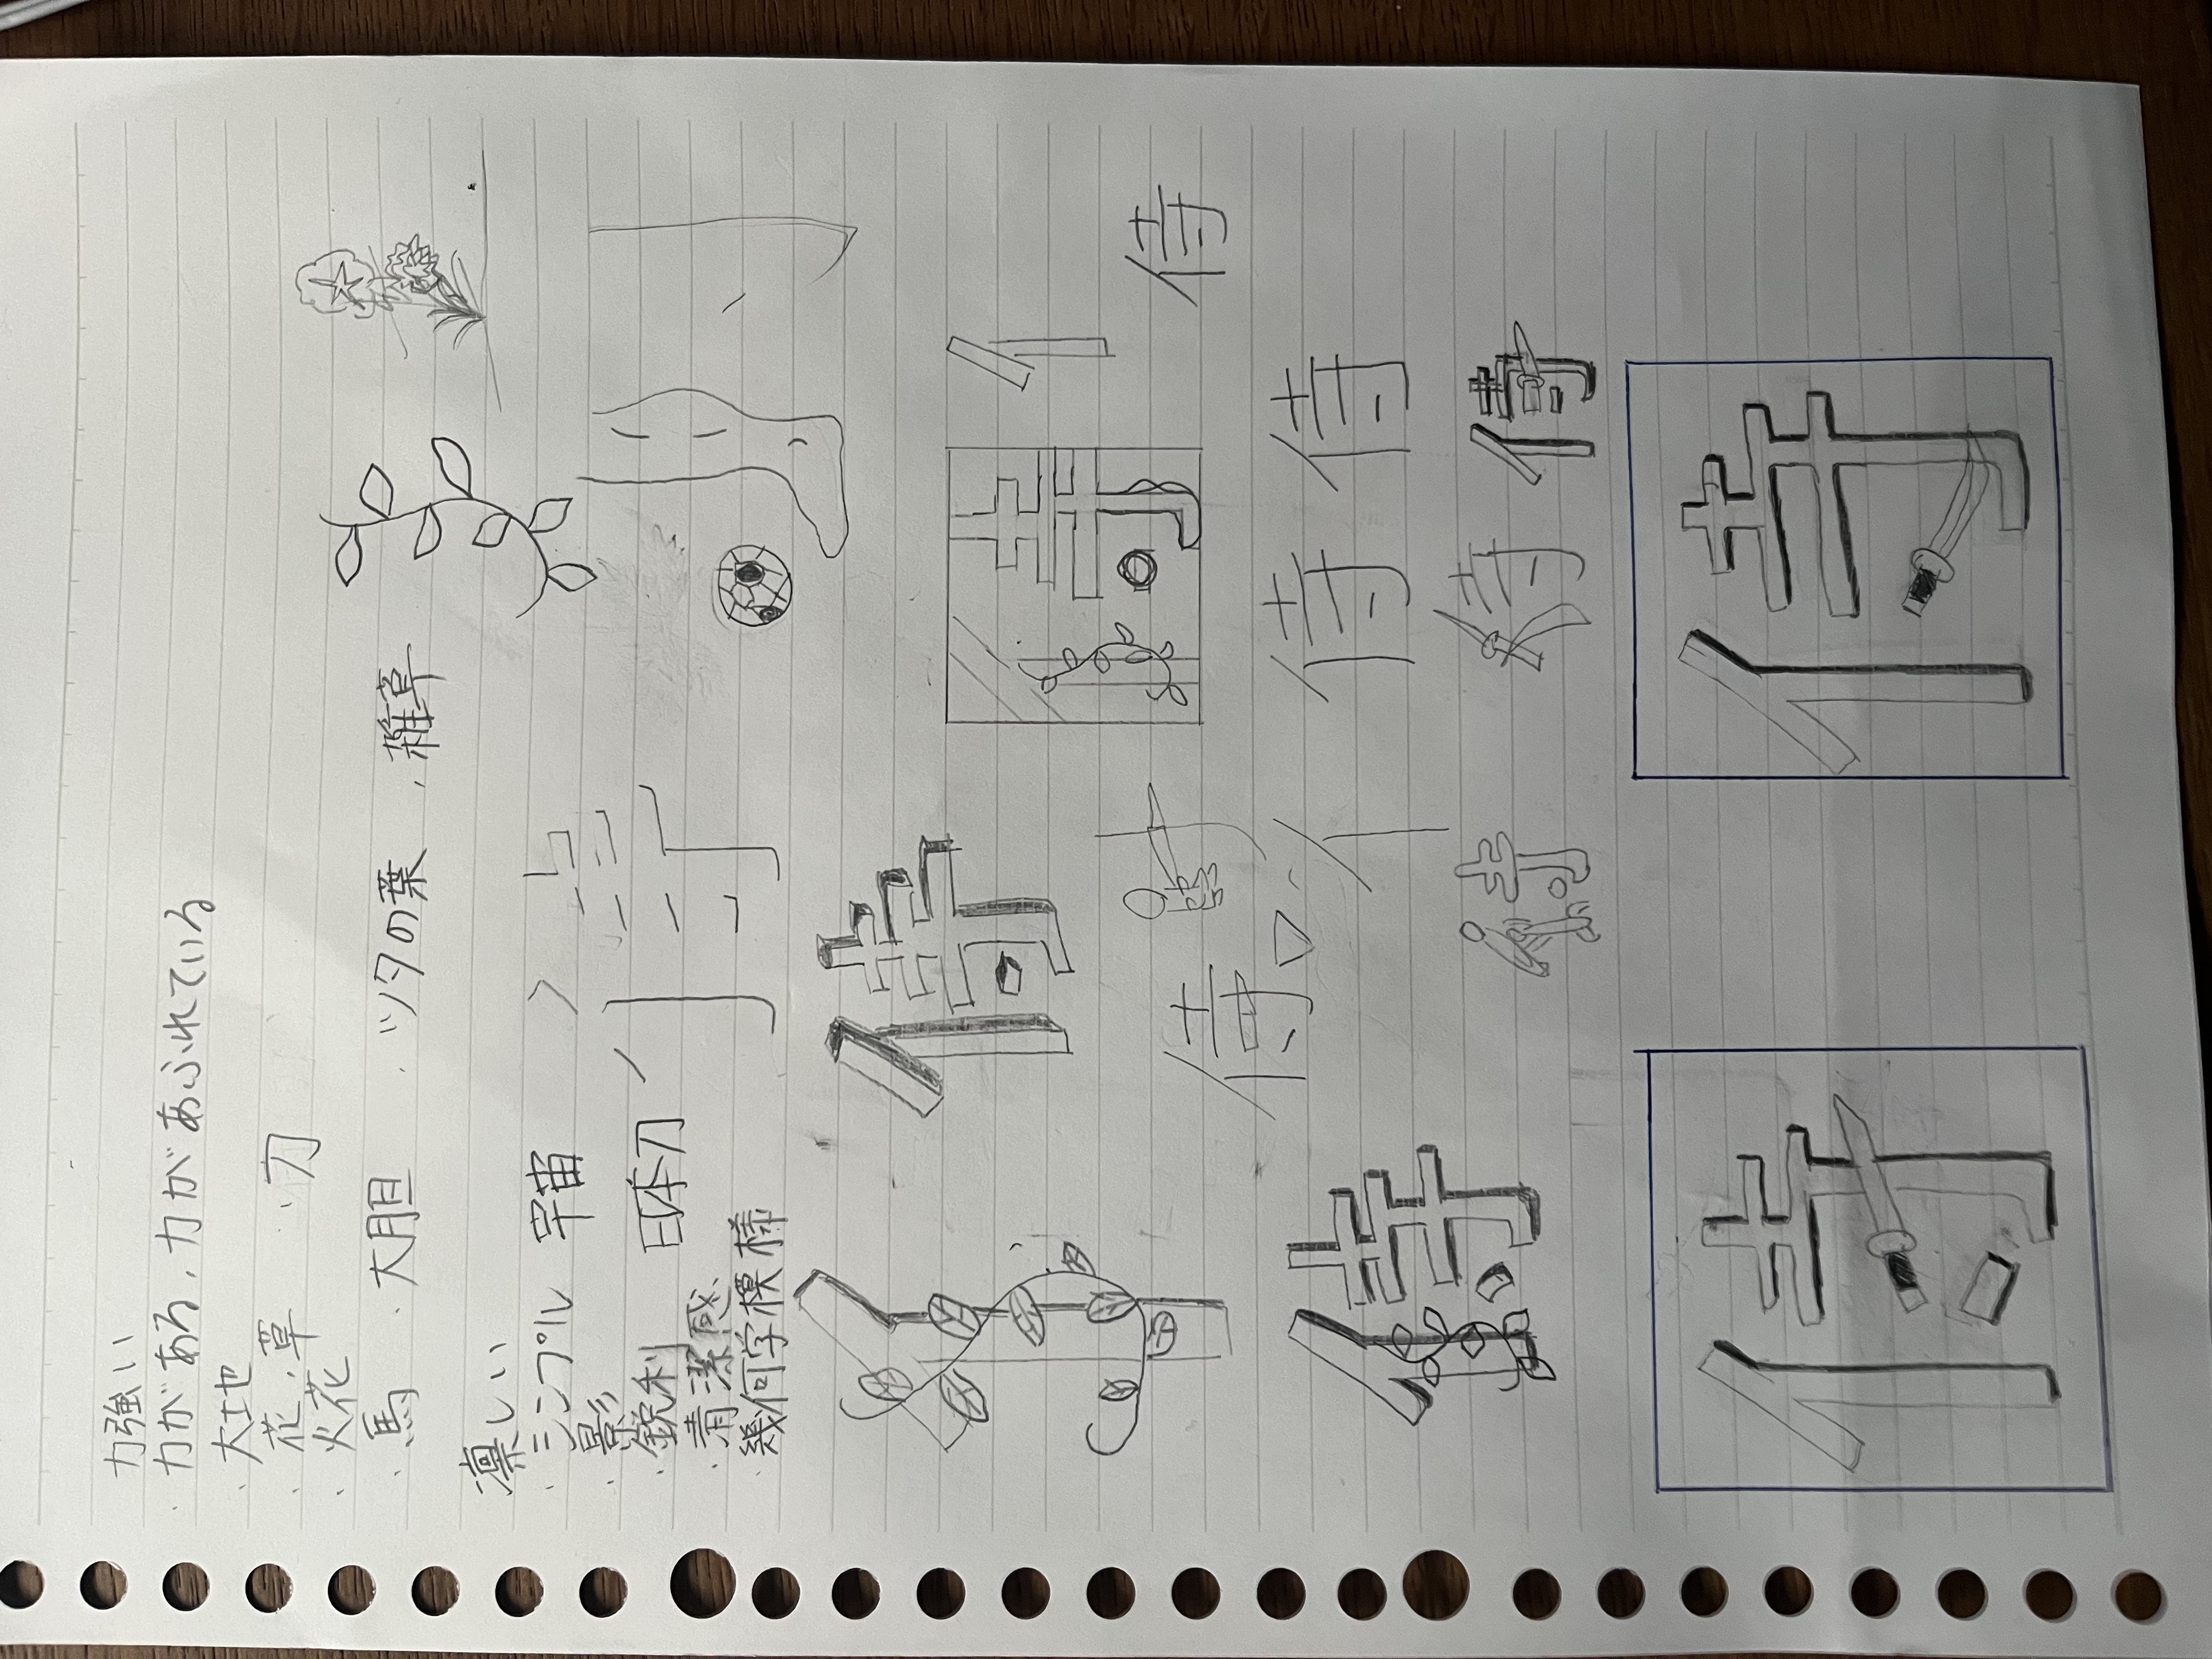 力強い
・力がある、力があふれている
・大地
・花・草 ・刀
・火花
・馬 ・大胆 ・ツタの葉 ・雑草
凛しい
・シンプル 宇宙
・影
・鋭利 日本刀
・清潔感
・幾何学模様
侍
侍
侍
侍
侍
イ
侍
侍
侍
侍
侍
侍
侍
侍